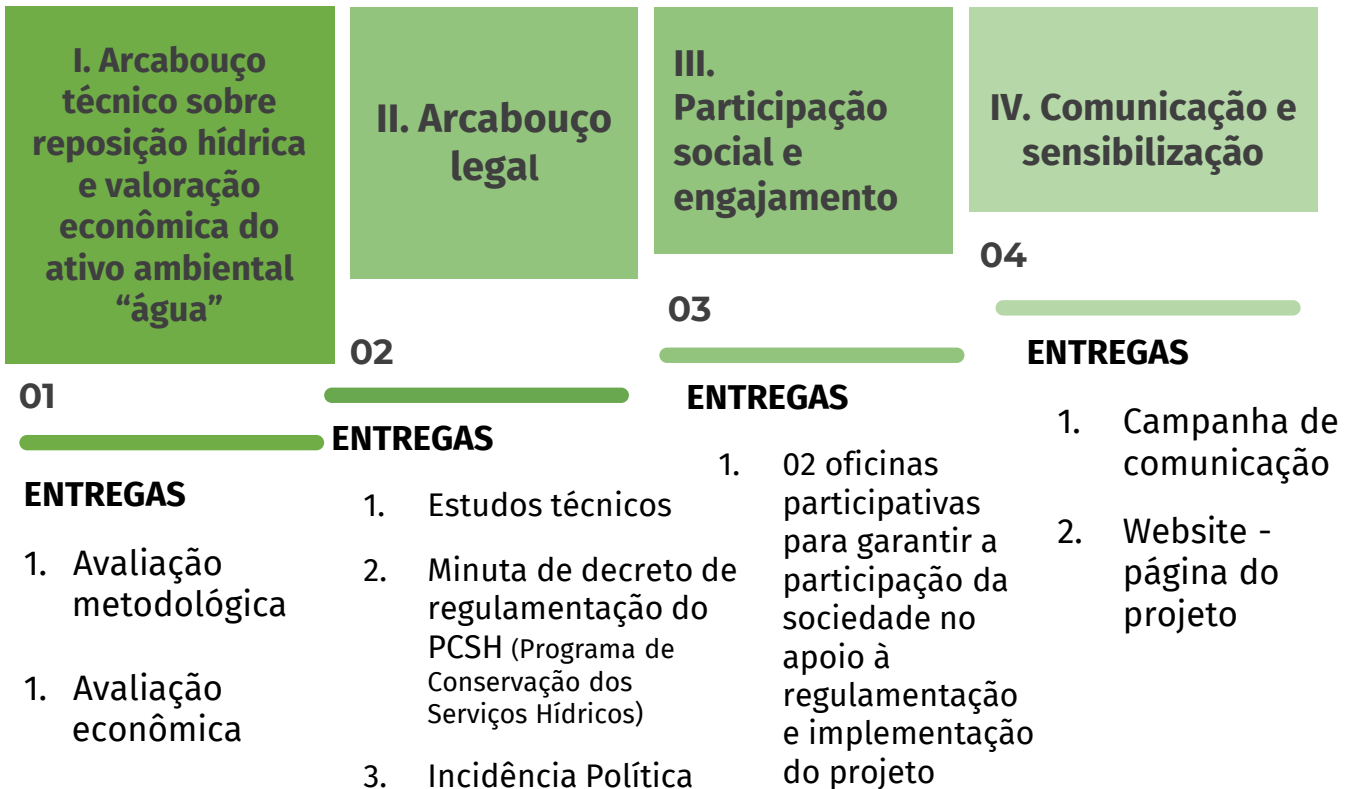 I. Arcabouço
técnico sobre
reposição hídrica
e valoração
econômica do
ativo ambiental
“água”
01
ENTREGAS
1. Avaliação
metodológica
1. Avaliação
econômica
II. Arcabouço
legal
02
ENTREGAS
1. Estudos técnicos
2. Minuta de decreto de
regulamentação do
PCSH (Programa de
Conservação dos
Serviços Hídricos)
3. Incidência Política
III.
Participação
social e
engajamento
03
ENTREGAS
1. 02 oficinas
participativas
para garantir a
participação da
sociedade no
apoio à
regulamentação
e implementação
do projeto
IV. Comunicação e
sensibilização
04
ENTREGAS
1. Campanha de
comunicação
2. Website -
página do
projeto